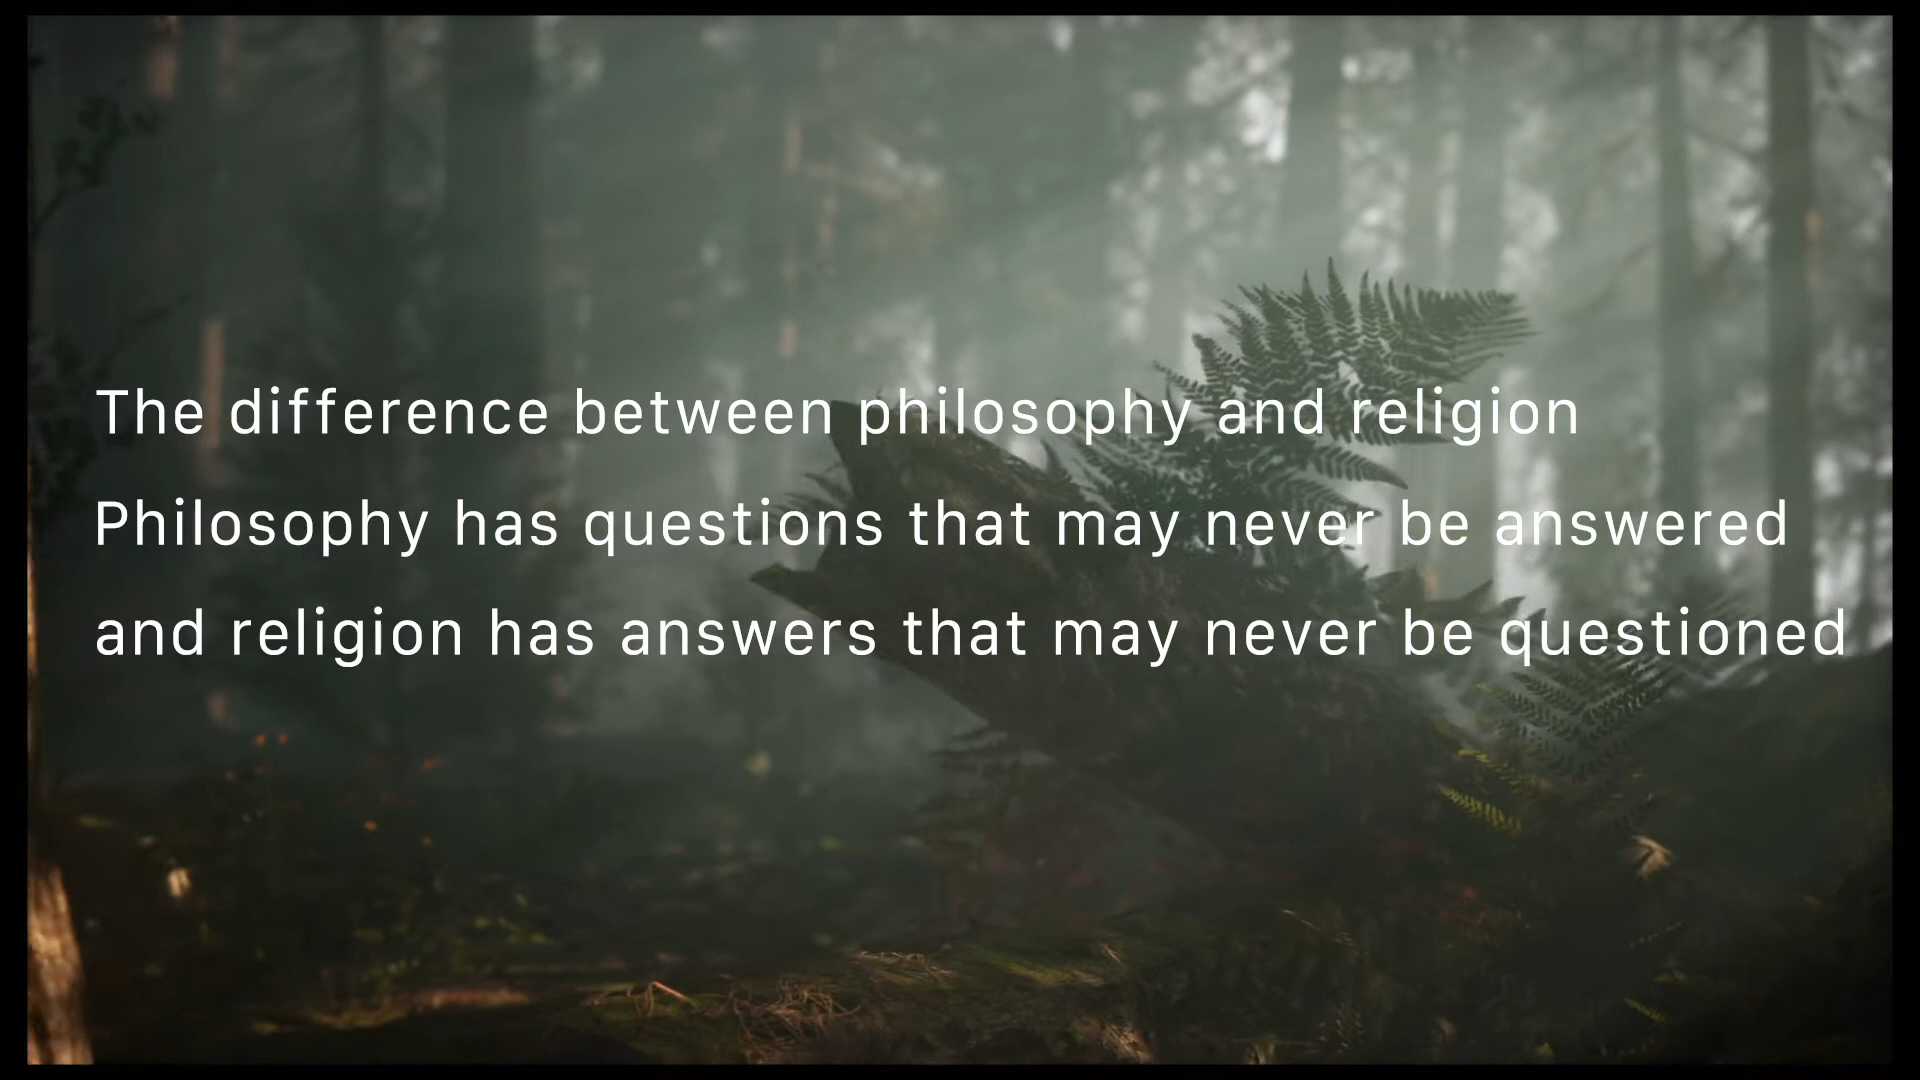 The difference between philosophy and religion
Philosophy has questions that may never be answered
and religion has answers that may never be questioned